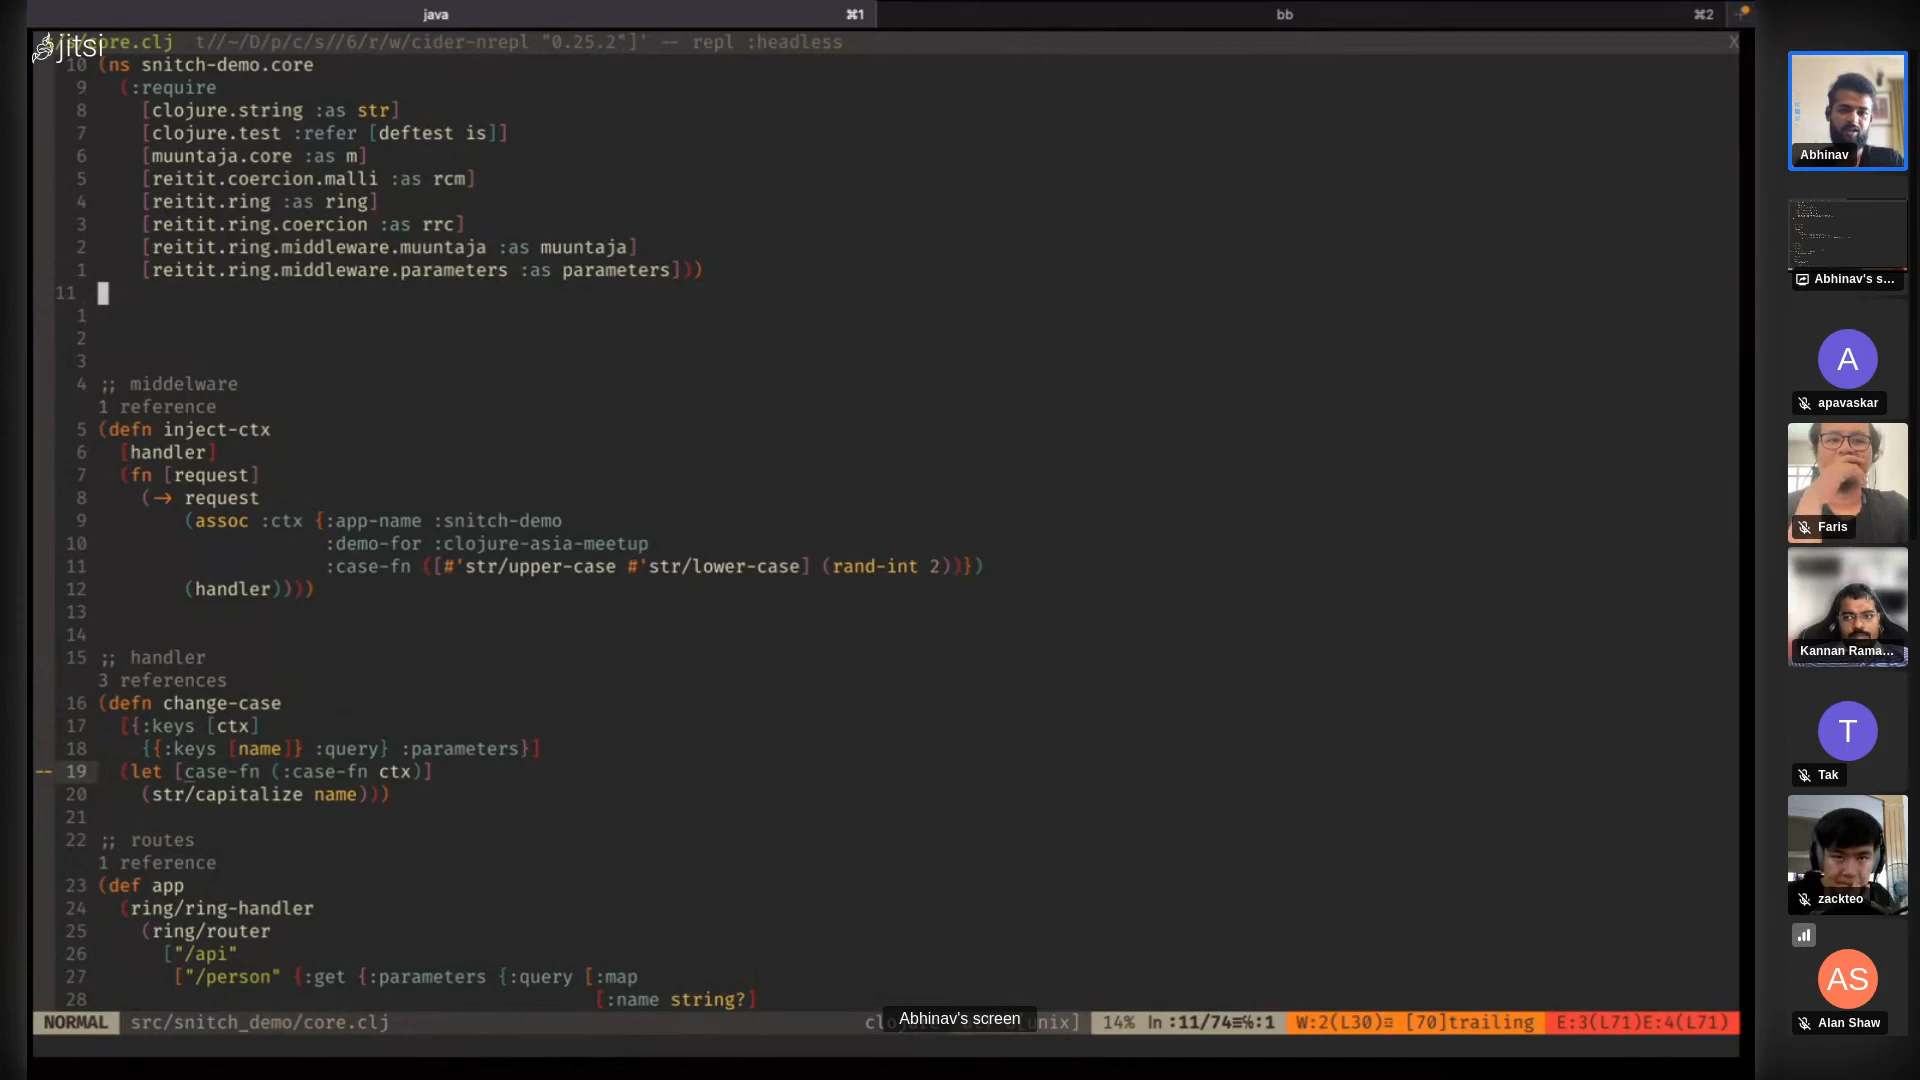 java ⌘1 bb ⌘2
jitsi
core.clj t//~/D/p/c/s//6/r/w/cider-nrepl "0.25.2"]' -- repl :headless X
10 (ns snitch-demo.core
9 (:require
8 [clojure.string :as str]
7 [clojure.test :refer [deftest is]]
6 [muuntaja.core :as m]
5 [reitit.coercion.malli :as rcm]
4 [reitit.ring :as ring]
3 [reitit.ring.coercion :as rrc]
2 [reitit.ring.middleware.muuntaja :as muuntaja]
1 [reitit.ring.middleware.parameters :as parameters]))
11
1
2
3
4 ;; middelware
1 reference
5 (defn inject-ctx
6 [handler]
7 (fn [request]
8 (-> request
9 (assoc :ctx {:app-name :snitch-demo
10 :demo-for :clojure-asia-meetup
11 :case-fn ([#'str/upper-case #'str/lower-case] (rand-int 2))})
12 (handler))))
13
14
15 ;; handler
3 references
16 (defn change-case
17 [{:keys [ctx]
18 {{:keys [name]} :query} :parameters}]
-- 19 (let [case-fn (:case-fn ctx)]
20 (str/capitalize name)))
21
22 ;; routes
1 reference
23 (def app
24 (ring/ring-handler
25 (ring/router
26 ["/api"
27 ["/person" {:get {:parameters {:query [:map
28 [:name string?]
NORMAL src/snitch_demo/core.clj unix] 14% ln :11/74≡℅:1 W:2(L30)≡ [70]trailing E:3(L71)E:4(L71)
Abhinav's screen
Abhinav
Abhinav's s...
A
apavaskar
Faris
Kannan Rama...
T
Tak
zackteo
AS
Alan Shaw